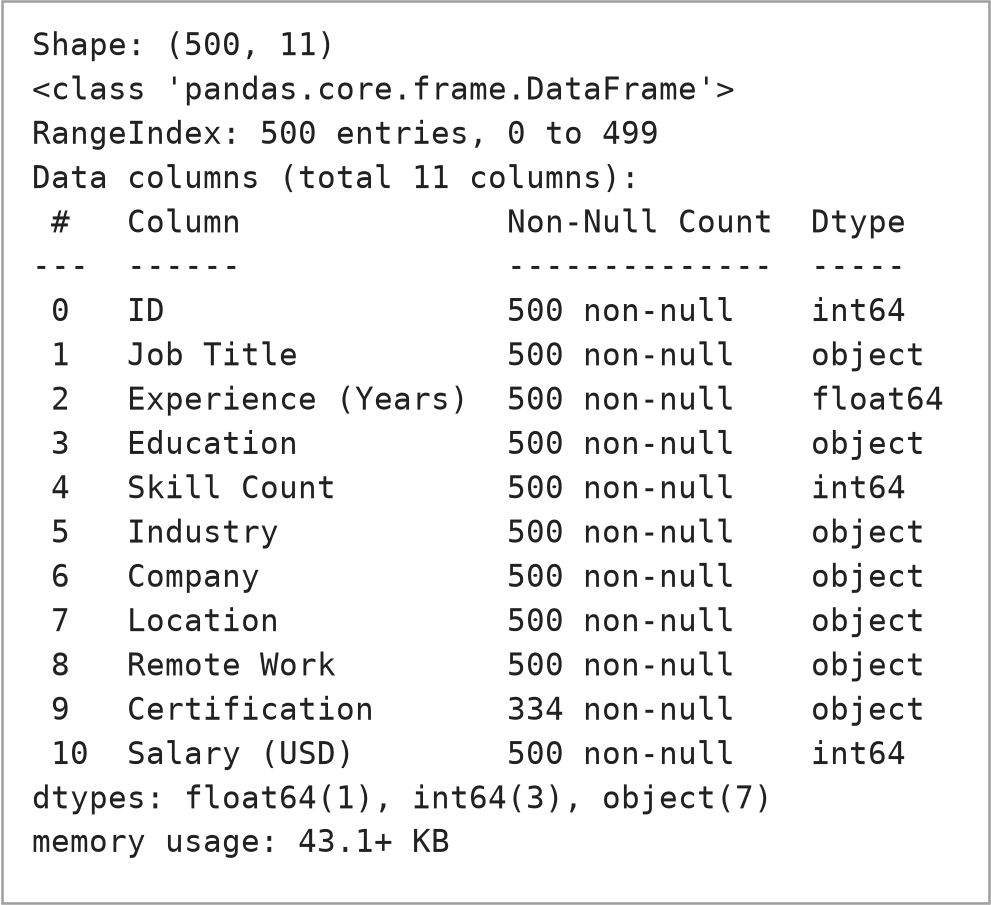 Shape: (500, 11)
<class 'pandas.core.frame.DataFrame'>
RangeIndex: 500 entries, 0 to 499
Data columns (total 11 columns):
 #   Column              Non-Null Count  Dtype
---  ------              --------------  -----
 0   ID                  500 non-null    int64
 1   Job Title           500 non-null    object
 2   Experience (Years)  500 non-null    float64
 3   Education           500 non-null    object
 4   Skill Count         500 non-null    int64
 5   Industry            500 non-null    object
 6   Company             500 non-null    object
 7   Location            500 non-null    object
 8   Remote Work         500 non-null    object
 9   Certification       334 non-null    object
 10  Salary (USD)        500 non-null    int64
dtypes: float64(1), int64(3), object(7)
memory usage: 43.1+ KB